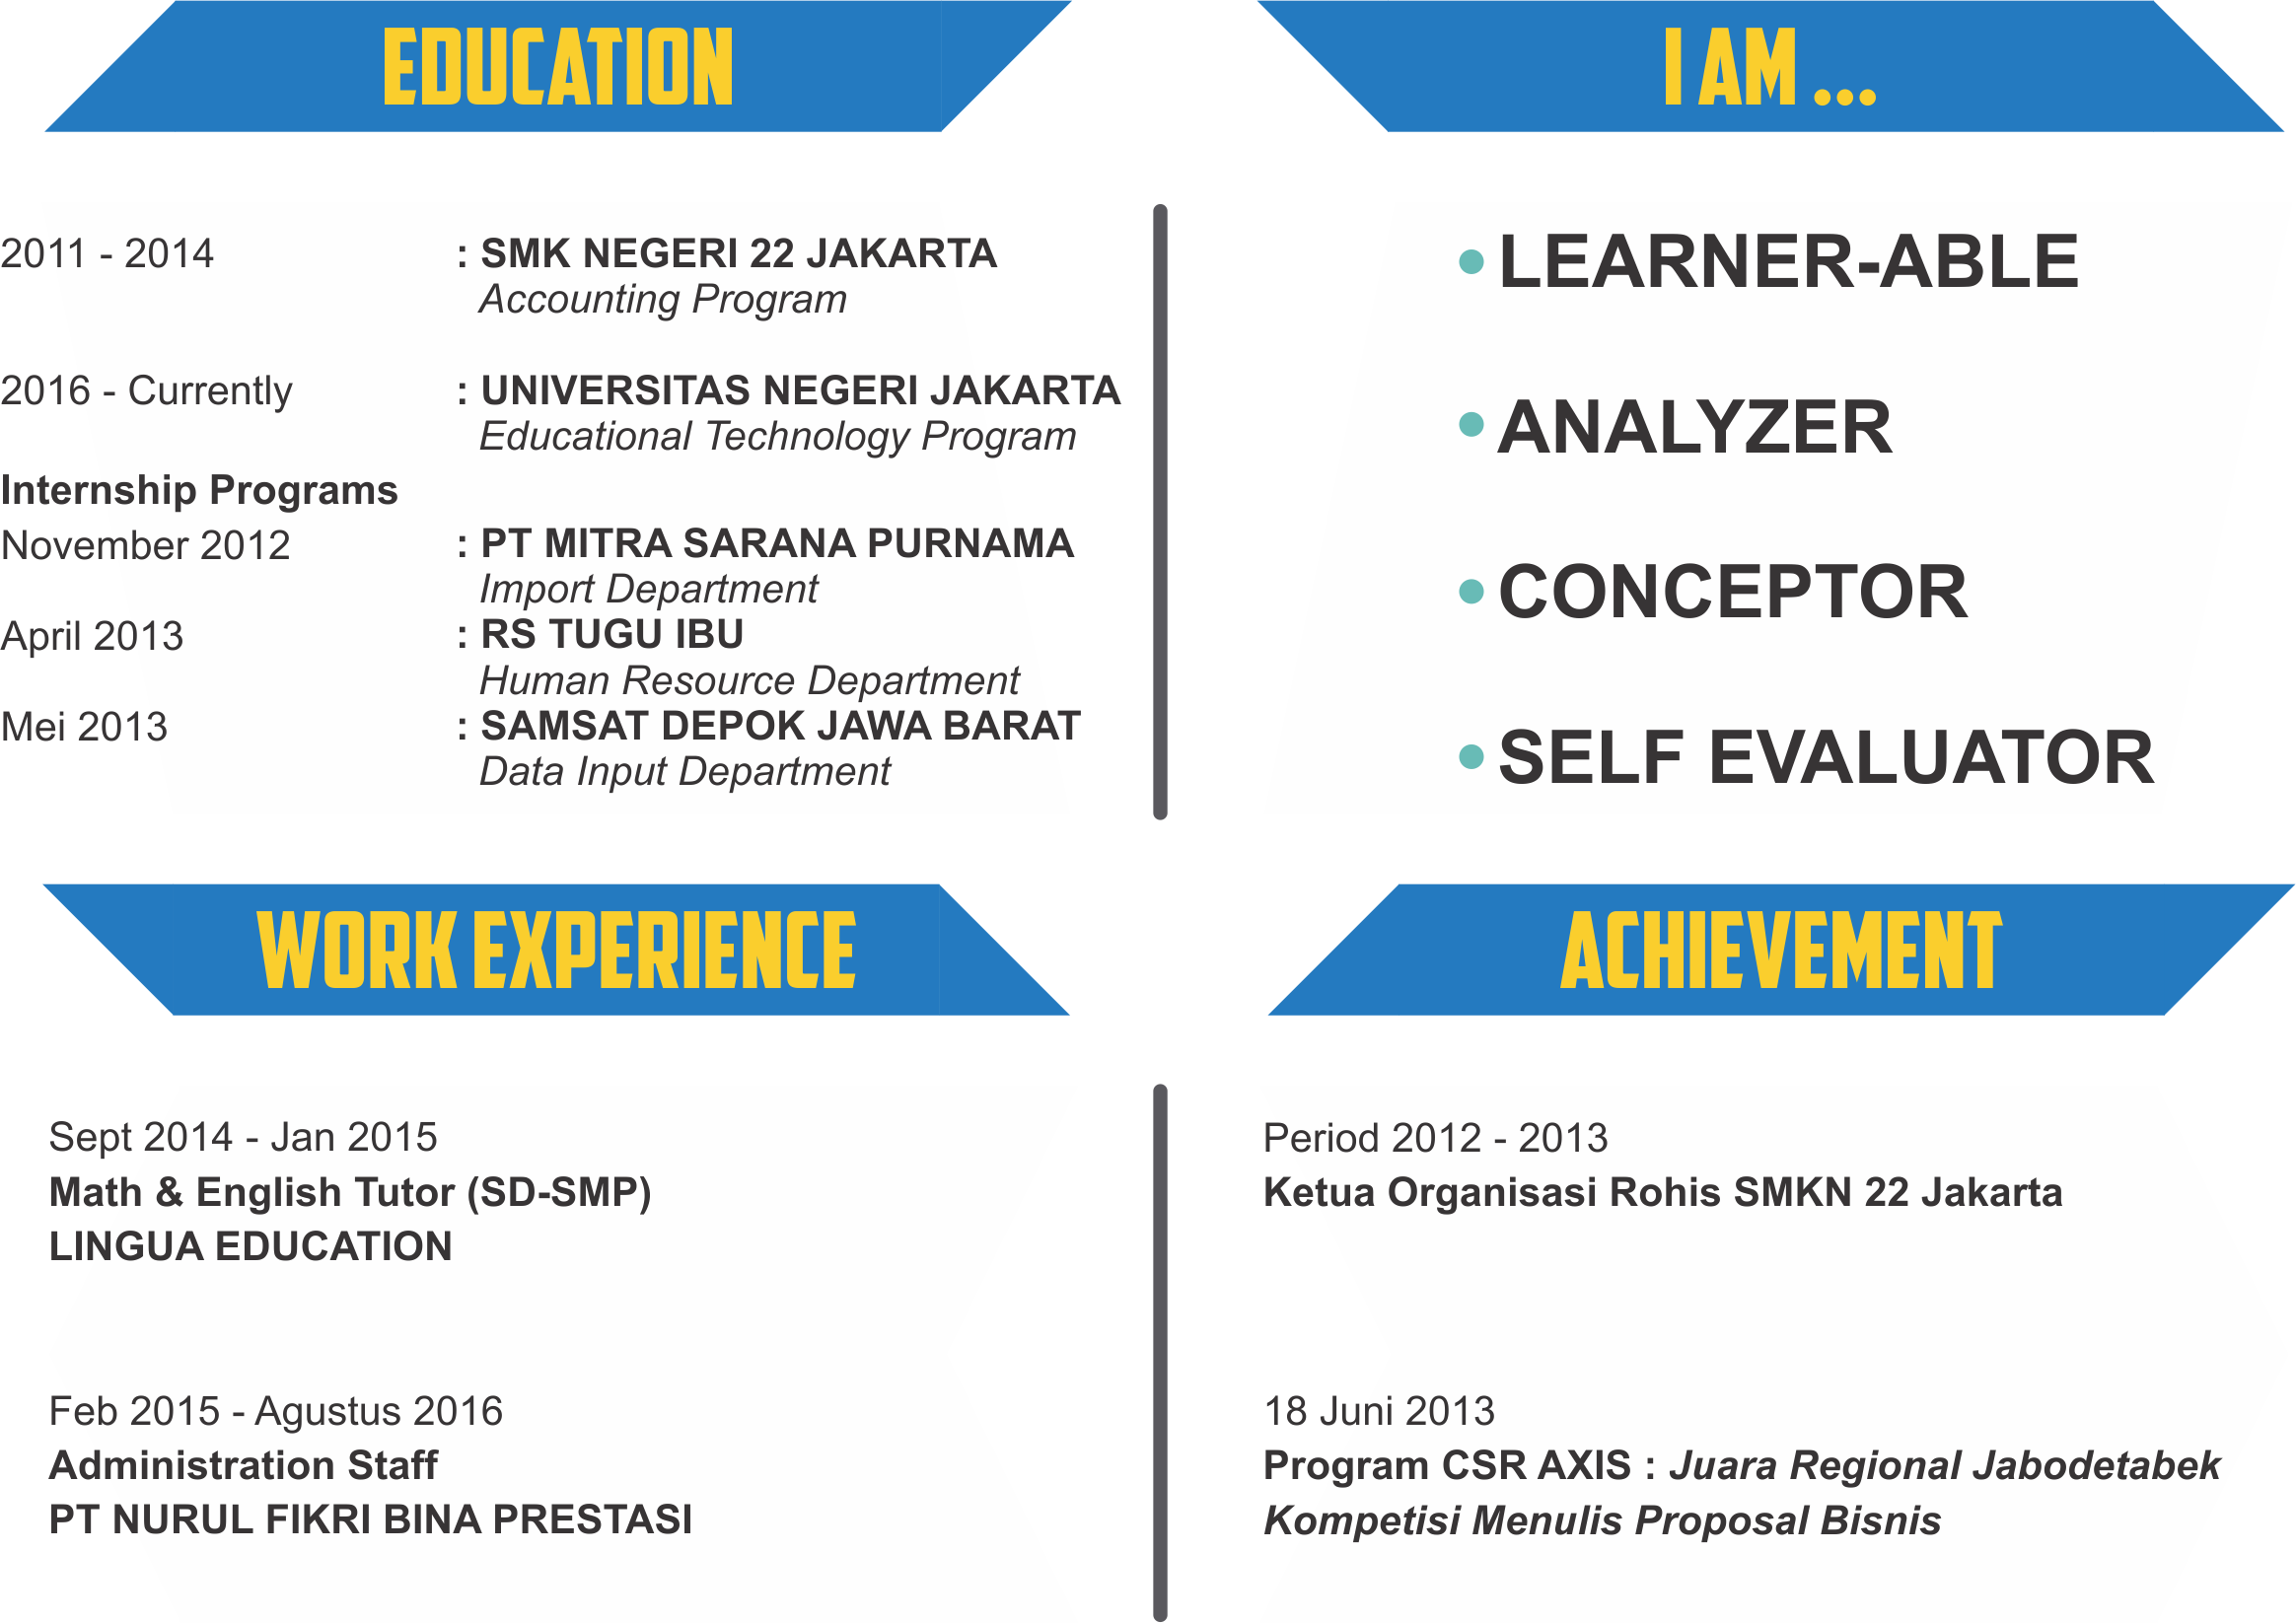 EDUCATION
2011 - 2014 : SMK NEGERI 22 JAKARTA
Accounting Program
2016 - Currently : UNIVERSITAS NEGERI JAKARTA
Educational Technology Program
Internship Programs
November 2012 : PT MITRA SARANA PURNAMA
Import Department
April 2013 : RS TUGU IBU
Human Resource Department
Mei 2013 : SAMSAT DEPOK JAWA BARAT
Data Input Department
I AM ...
• LEARNER-ABLE
• ANALYZER
• CONCEPTOR
• SELF EVALUATOR
WORK EXPERIENCE
Sept 2014 - Jan 2015
Math & English Tutor (SD-SMP)
LINGUA EDUCATION
Feb 2015 - Agustus 2016
Administration Staff
PT NURUL FIKRI BINA PRESTASI
ACHIEVEMENT
Period 2012 - 2013
Ketua Organisasi Rohis SMKN 22 Jakarta
18 Juni 2013
Program CSR AXIS : Juara Regional Jabodetabek
Kompetisi Menulis Proposal Bisnis